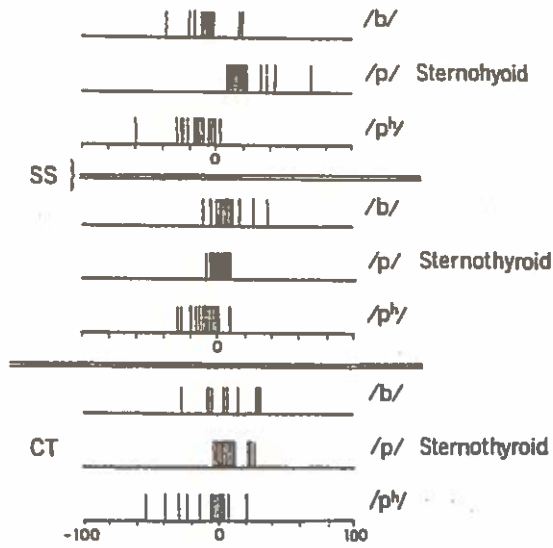 /b/
/p/ Sternohyoid
/pʰ/
0
SS }
/b/
/p/ Sternothyroid
/pʰ/
0
/b/
CT /p/ Sternothyroid
/pʰ/
-100 0 100